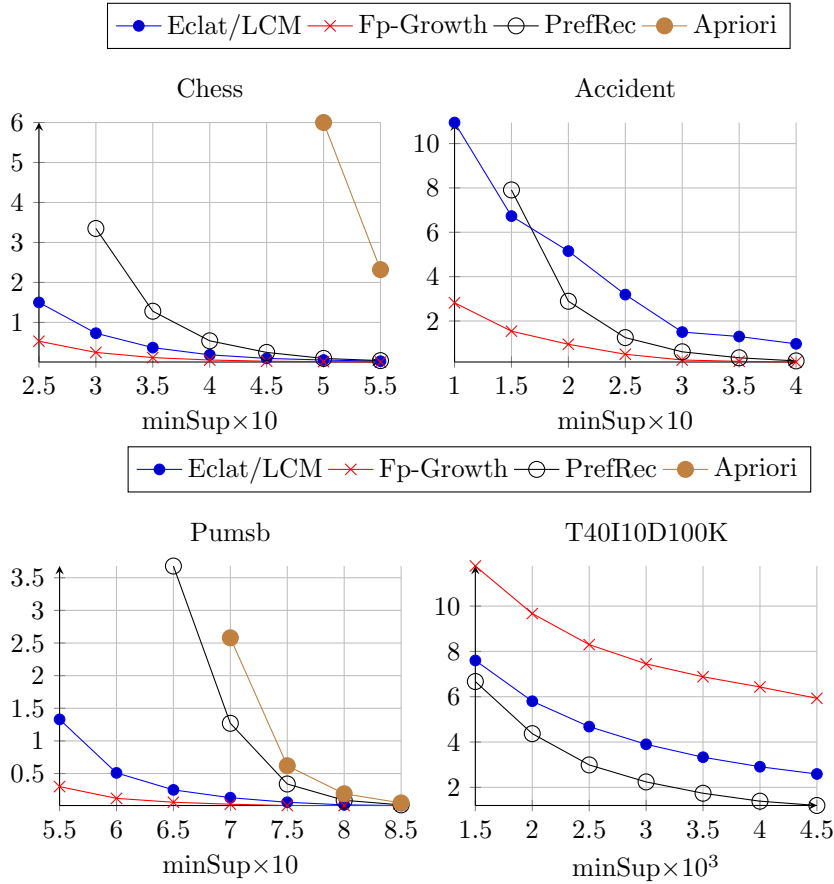 Eclat/LCM Fp-Growth PrefRec Apriori
Chess
6
5
4
3
2
1
2.5 3 3.5 4 4.5 5 5.5
minSup×10
Accident
10
8
6
4
2
1 1.5 2 2.5 3 3.5 4
minSup×10
Eclat/LCM Fp-Growth PrefRec Apriori
Pumsb
3.5
3
2.5
2
1.5
1
0.5
5.5 6 6.5 7 7.5 8 8.5
minSup×10
T40I10D100K
10
8
6
4
2
1.5 2 2.5 3 3.5 4 4.5
minSup×10³